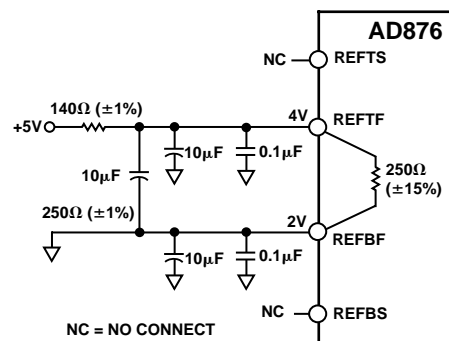 AD876
NC
REFTS
140Ω (±1%)
4V
REFTF
+5V
10µF
0.1µF
250Ω
(±15%)
10µF
250Ω (±1%)
2V
REFBF
10µF
0.1µF
NC
REFBS
NC = NO CONNECT